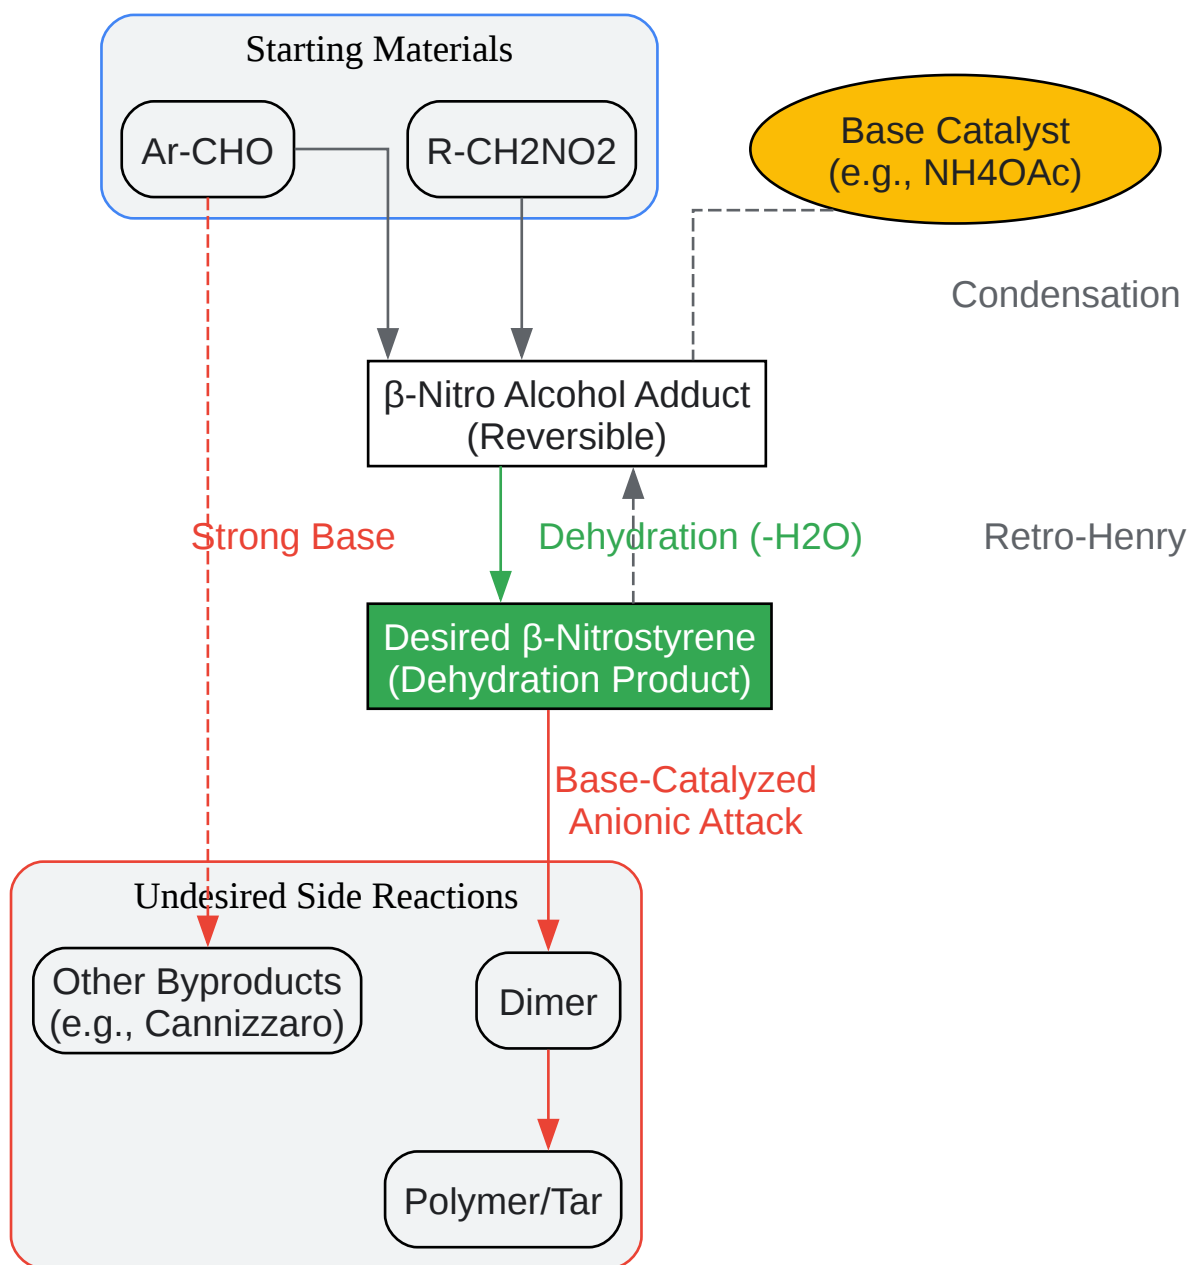 Starting Materials
Ar-CHO
R-CH2NO2
Base Catalyst
(e.g., NH4OAc)
Condensation
β-Nitro Alcohol Adduct
(Reversible)
Strong Base
Dehydration (-H2O)
Retro-Henry
Desired β-Nitrostyrene
(Dehydration Product)
Base-Catalyzed
Anionic Attack
Undesired Side Reactions
Other Byproducts
(e.g., Cannizzaro)
Dimer
Polymer/Tar